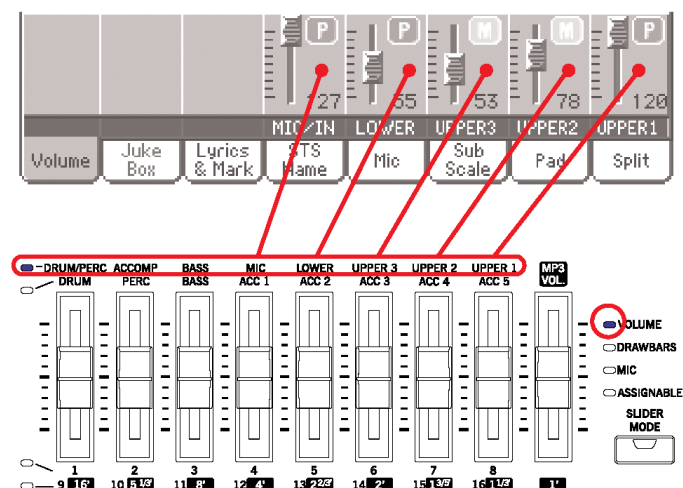 P P M M P
127 65 53 78 120
MIC/IN LOWER UPPER3 UPPER2 UPPER1
Volume Juke Box Lyrics & Mark STS Name Mic Sub Scale Pad Split
DRUM/PERC ACCOMP BASS MIC LOWER UPPER 3 UPPER 2 UPPER 1 MP3 VOL.
DRUM PERC BASS ACC 1 ACC 2 ACC 3 ACC 4 ACC 5
VOLUME
DRAWBARS
MIC
ASSIGNABLE
SLIDER
MODE
1 2 3 4 5 6 7 8
9 16' 10 5 1/3' 11 8' 12 4' 13 2 2/3' 14 2' 15 1 3/5' 16 1 1/3' 1'